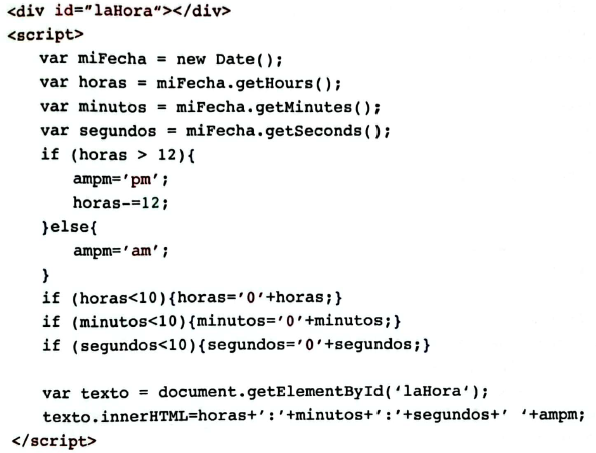 <div id="laHora"></div>
<script>
var miFecha = new Date();
var horas = miFecha.getHours();
var minutos = miFecha.getMinutes();
var segundos = miFecha.getSeconds();
if (horas > 12){
ampm='pm';
horas-=12;
}else{
ampm='am';
}
if (horas<10){horas='0'+horas;}
if (minutos<10){minutos='0'+minutos;}
if (segundos<10){segundos='0'+segundos;}
var texto = document.getElementById('laHora');
texto.innerHTML=horas+':'+minutos+':'+segundos+' '+ampm;
</script>